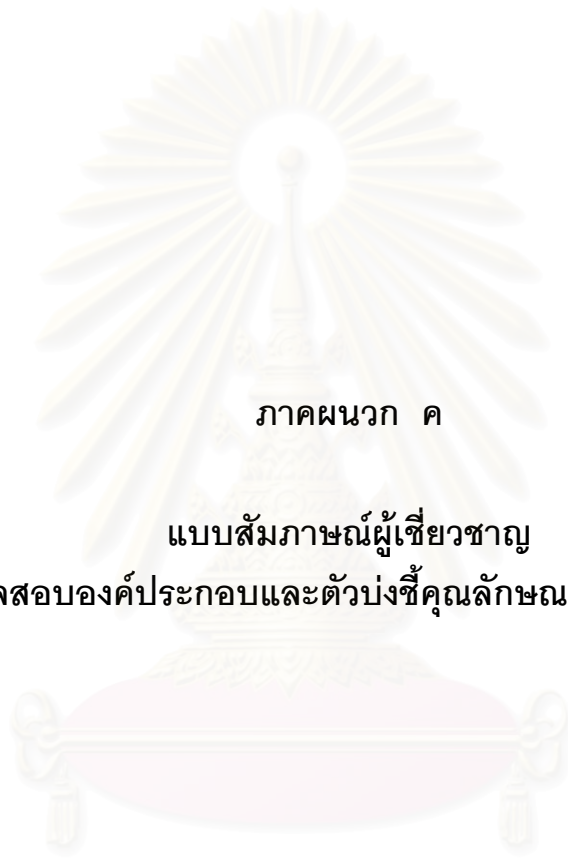 ภาคผนวก ค
แบบสัมภาษณ์ผู้เชี่ยวชาญ
สอบองค์ประกอบและตัวบ่งชี้คุณลักษณ